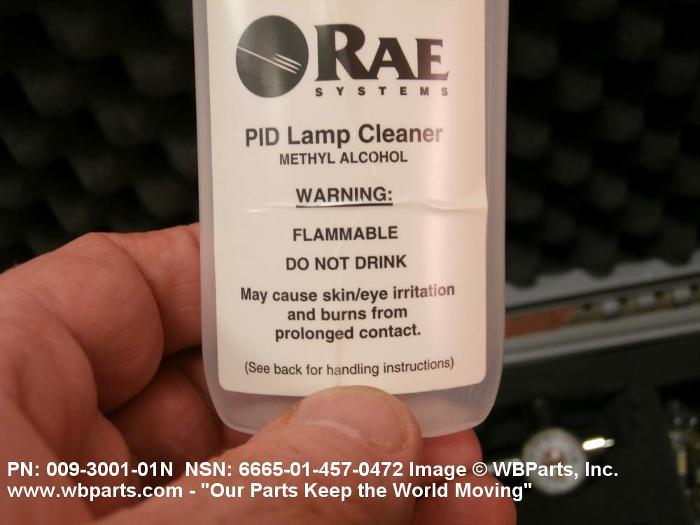 RAE
SYSTEMS
PID Lamp Cleaner
METHYL ALCOHOL
WARNING:
FLAMMABLE
DO NOT DRINK
May cause skin/eye irritation
and burns from
prolonged contact.
(See back for handling instructions)
PN: 009-3001-01N NSN: 6665-01-457-0472 Image © WBParts, Inc.
www.wbparts.com - "Our Parts Keep the World Moving"